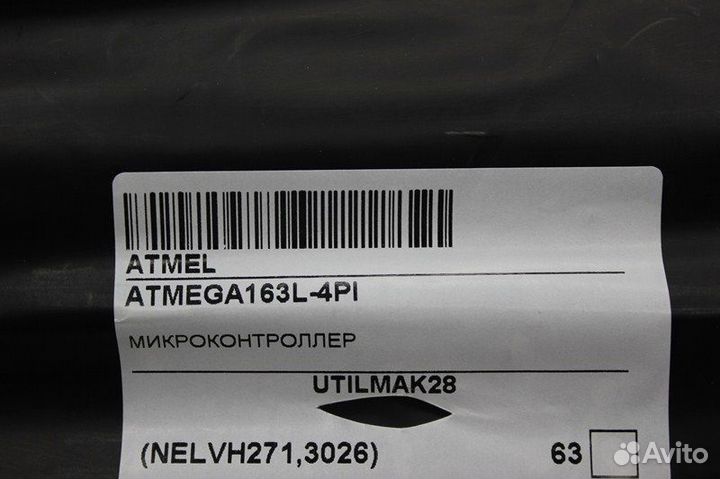 ATMEL
ATMEGA163L-4PI
МИКРОКОНТРОЛЛЕР
UTILMAK28
(NELVH271,3026) 63
Avito